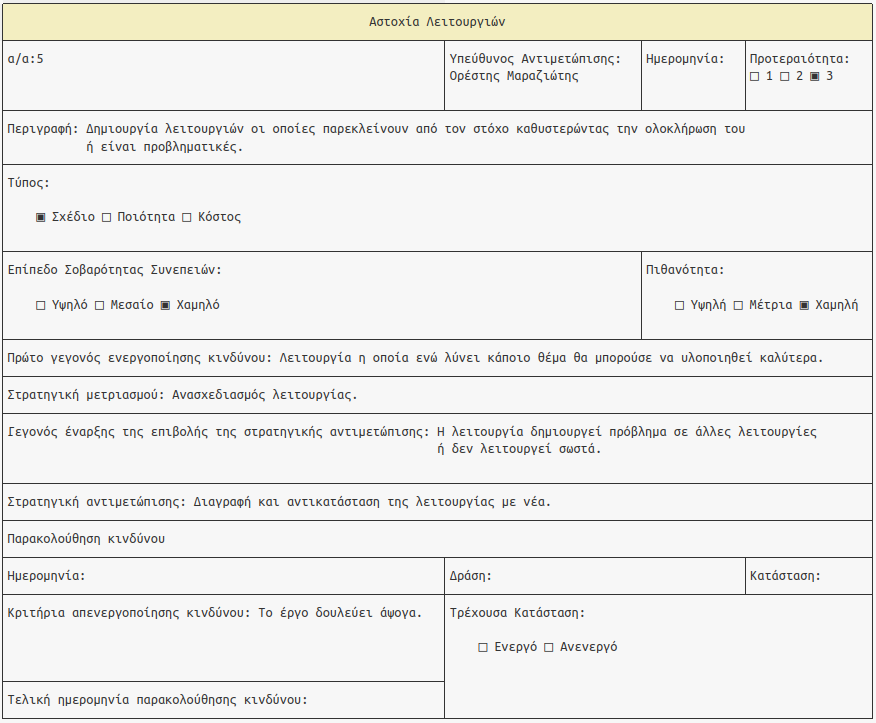 Αστοχία Λειτουργιών
α/α:5
Υπεύθυνος Αντιμετώπισης:
Ορέστης Μαραζιώτης
Ημερομηνία:
Προτεραιότητα:
□ 1 □ 2 ▣ 3
Περιγραφή: Δημιουργία λειτουργιών οι οποίες παρεκλείνουν από τον στόχο καθυστερώντας την ολοκλήρωση του
ή είναι προβληματικές.
Τύπος:
▣ Σχέδιο □ Ποιότητα □ Κόστος
Επίπεδο Σοβαρότητας Συνεπειών:
□ Υψηλό □ Μεσαίο ▣ Χαμηλό
Πιθανότητα:
□ Υψηλή □ Μέτρια ▣ Χαμηλή
Πρώτο γεγονός ενεργοποίησης κινδύνου: Λειτουργία η οποία ενώ λύνει κάποιο θέμα θα μπορούσε να υλοποιηθεί καλύτερα.
Στρατηγική μετριασμού: Ανασχεδιασμός λειτουργίας.
Γεγονός έναρξης της επιβολής της στρατηγικής αντιμετώπισης: Η λειτουργία δημιουργεί πρόβλημα σε άλλες λειτουργίες
ή δεν λειτουργεί σωστά.
Στρατηγική αντιμετώπισης: Διαγραφή και αντικατάσταση της λειτουργίας με νέα.
Παρακολούθηση κινδύνου
Ημερομηνία:
Δράση:
Κατάσταση:
Κριτήρια απενεργοποίησης κινδύνου: Το έργο δουλεύει άψογα.
Τρέχουσα Κατάσταση:
□ Ενεργό □ Ανενεργό
Τελική ημερομηνία παρακολούθησης κινδύνου: